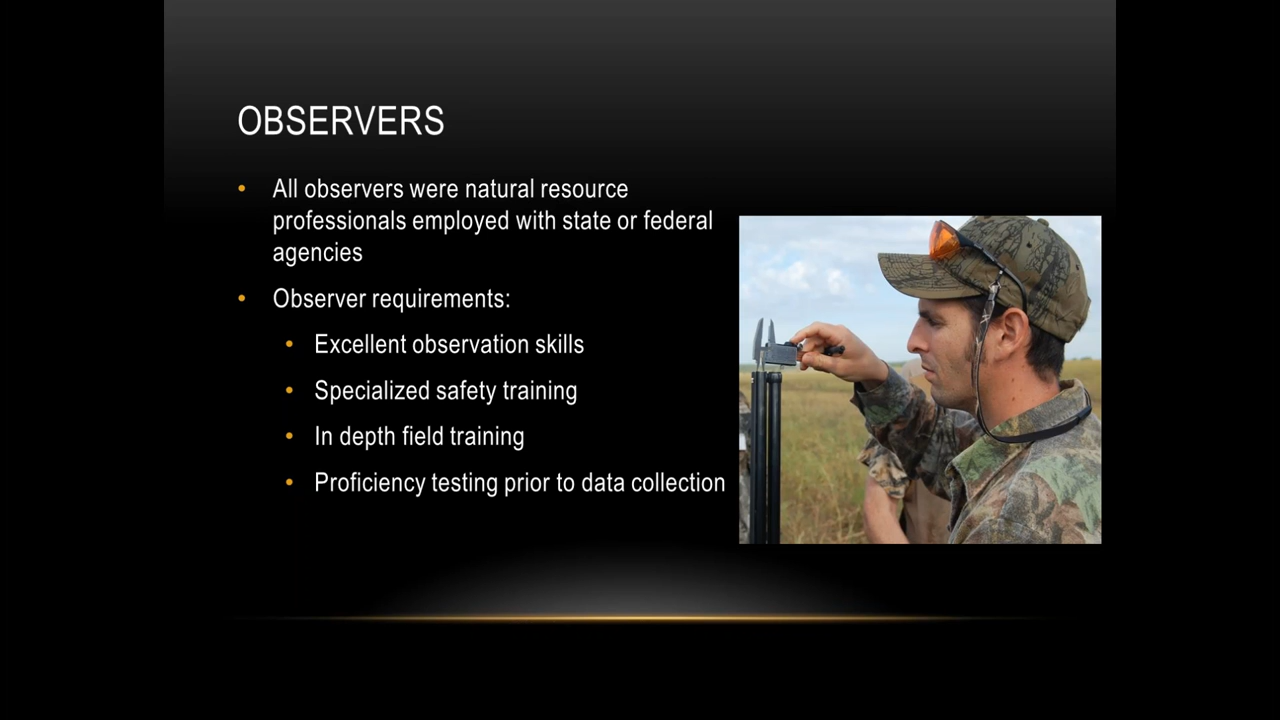 OBSERVERS
All observers were natural resource
professionals employed with state or federal
agencies
Observer requirements:
Excellent observation skills
Specialized safety training
In depth field training
Proficiency testing prior to data collection